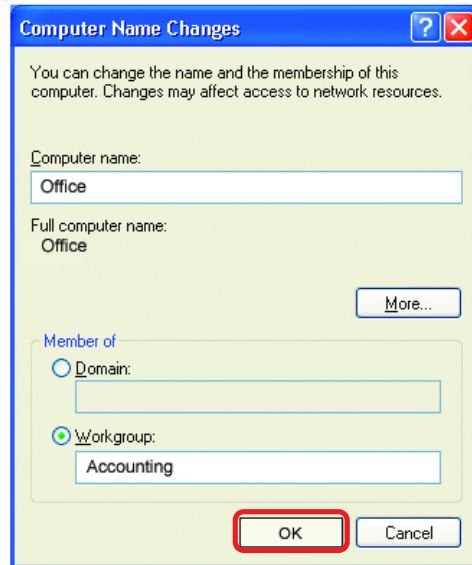 Computer Name Changes
You can change the name and the membership of this
computer. Changes may affect access to network resources.
Computer name:
Office
Full computer name:
Office
More...
Member of
Domain:
Workgroup:
Accounting
OK Cancel